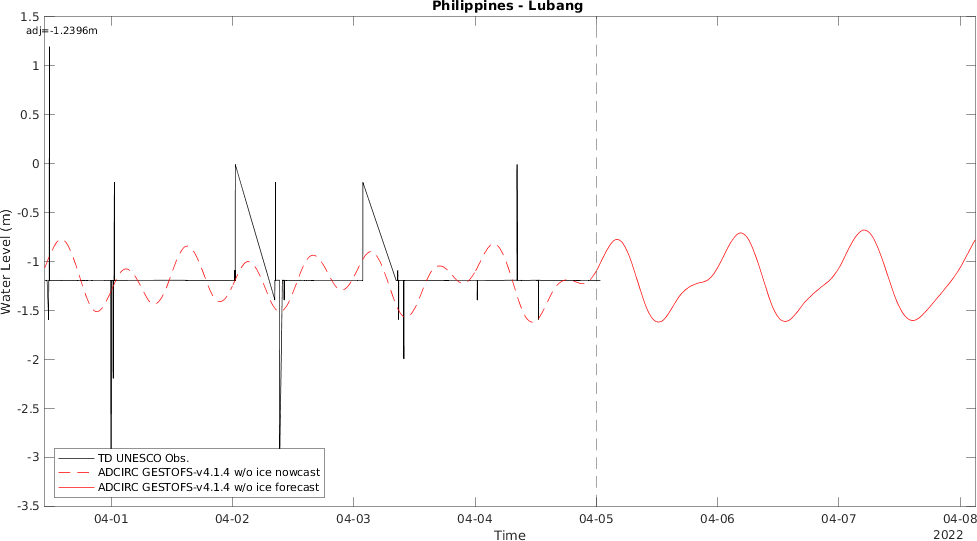 Philippines - Lubang
adj=-1.2396m
1.5
1
0.5
0
-0.5
-1
-1.5
-2
-2.5
-3
-3.5
Water Level (m)
TD UNESCO Obs.
ADCIRC GESTOFS-v4.1.4 w/o ice nowcast
ADCIRC GESTOFS-v4.1.4 w/o ice forecast
04-01 04-02 04-03 04-04 04-05 04-06 04-07 04-08
Time
2022